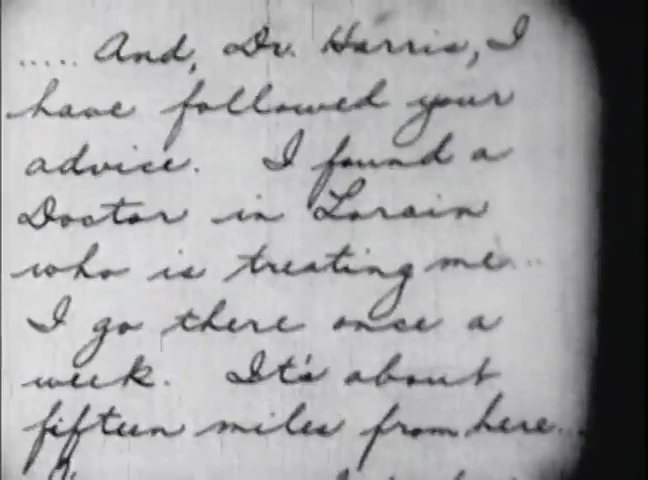 ..... And, Dr. Harris, I
have followed your
advice. I found a
Doctor in Lorain
who is treating me...
I go there once a
week. It's about
fifteen miles from here...